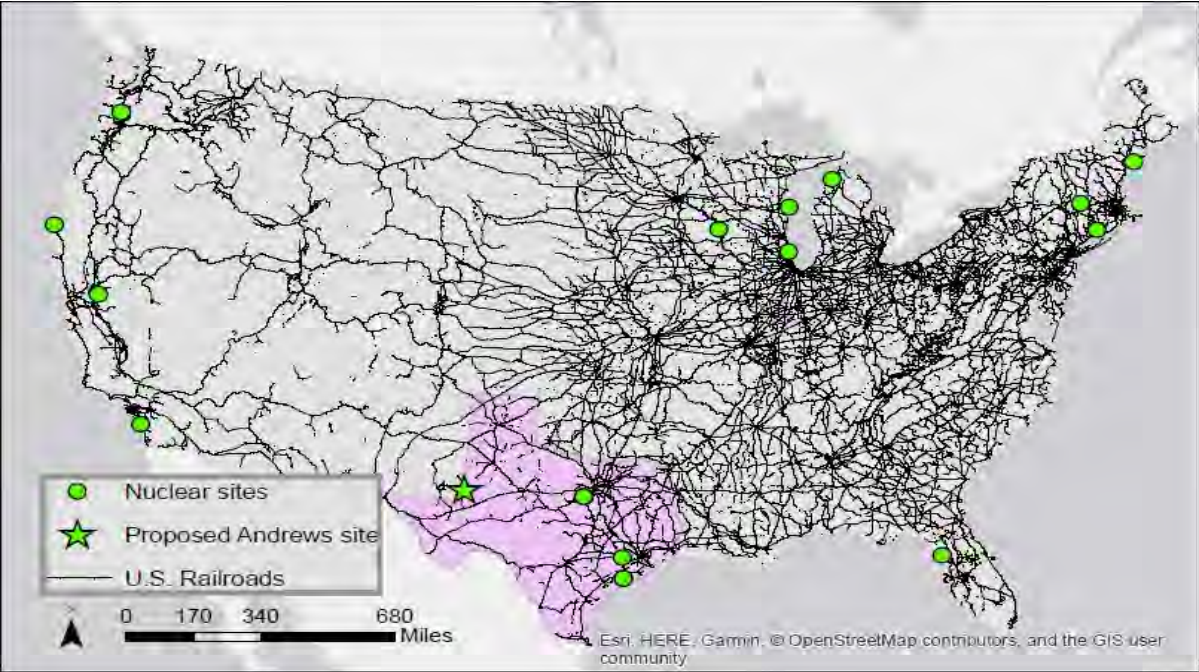 Nuclear sites
Proposed Andrews site
U.S. Railroads
0 170 340 680
Miles
Esri, HERE, Garmin, © OpenStreetMap contributors, and the GIS user
community